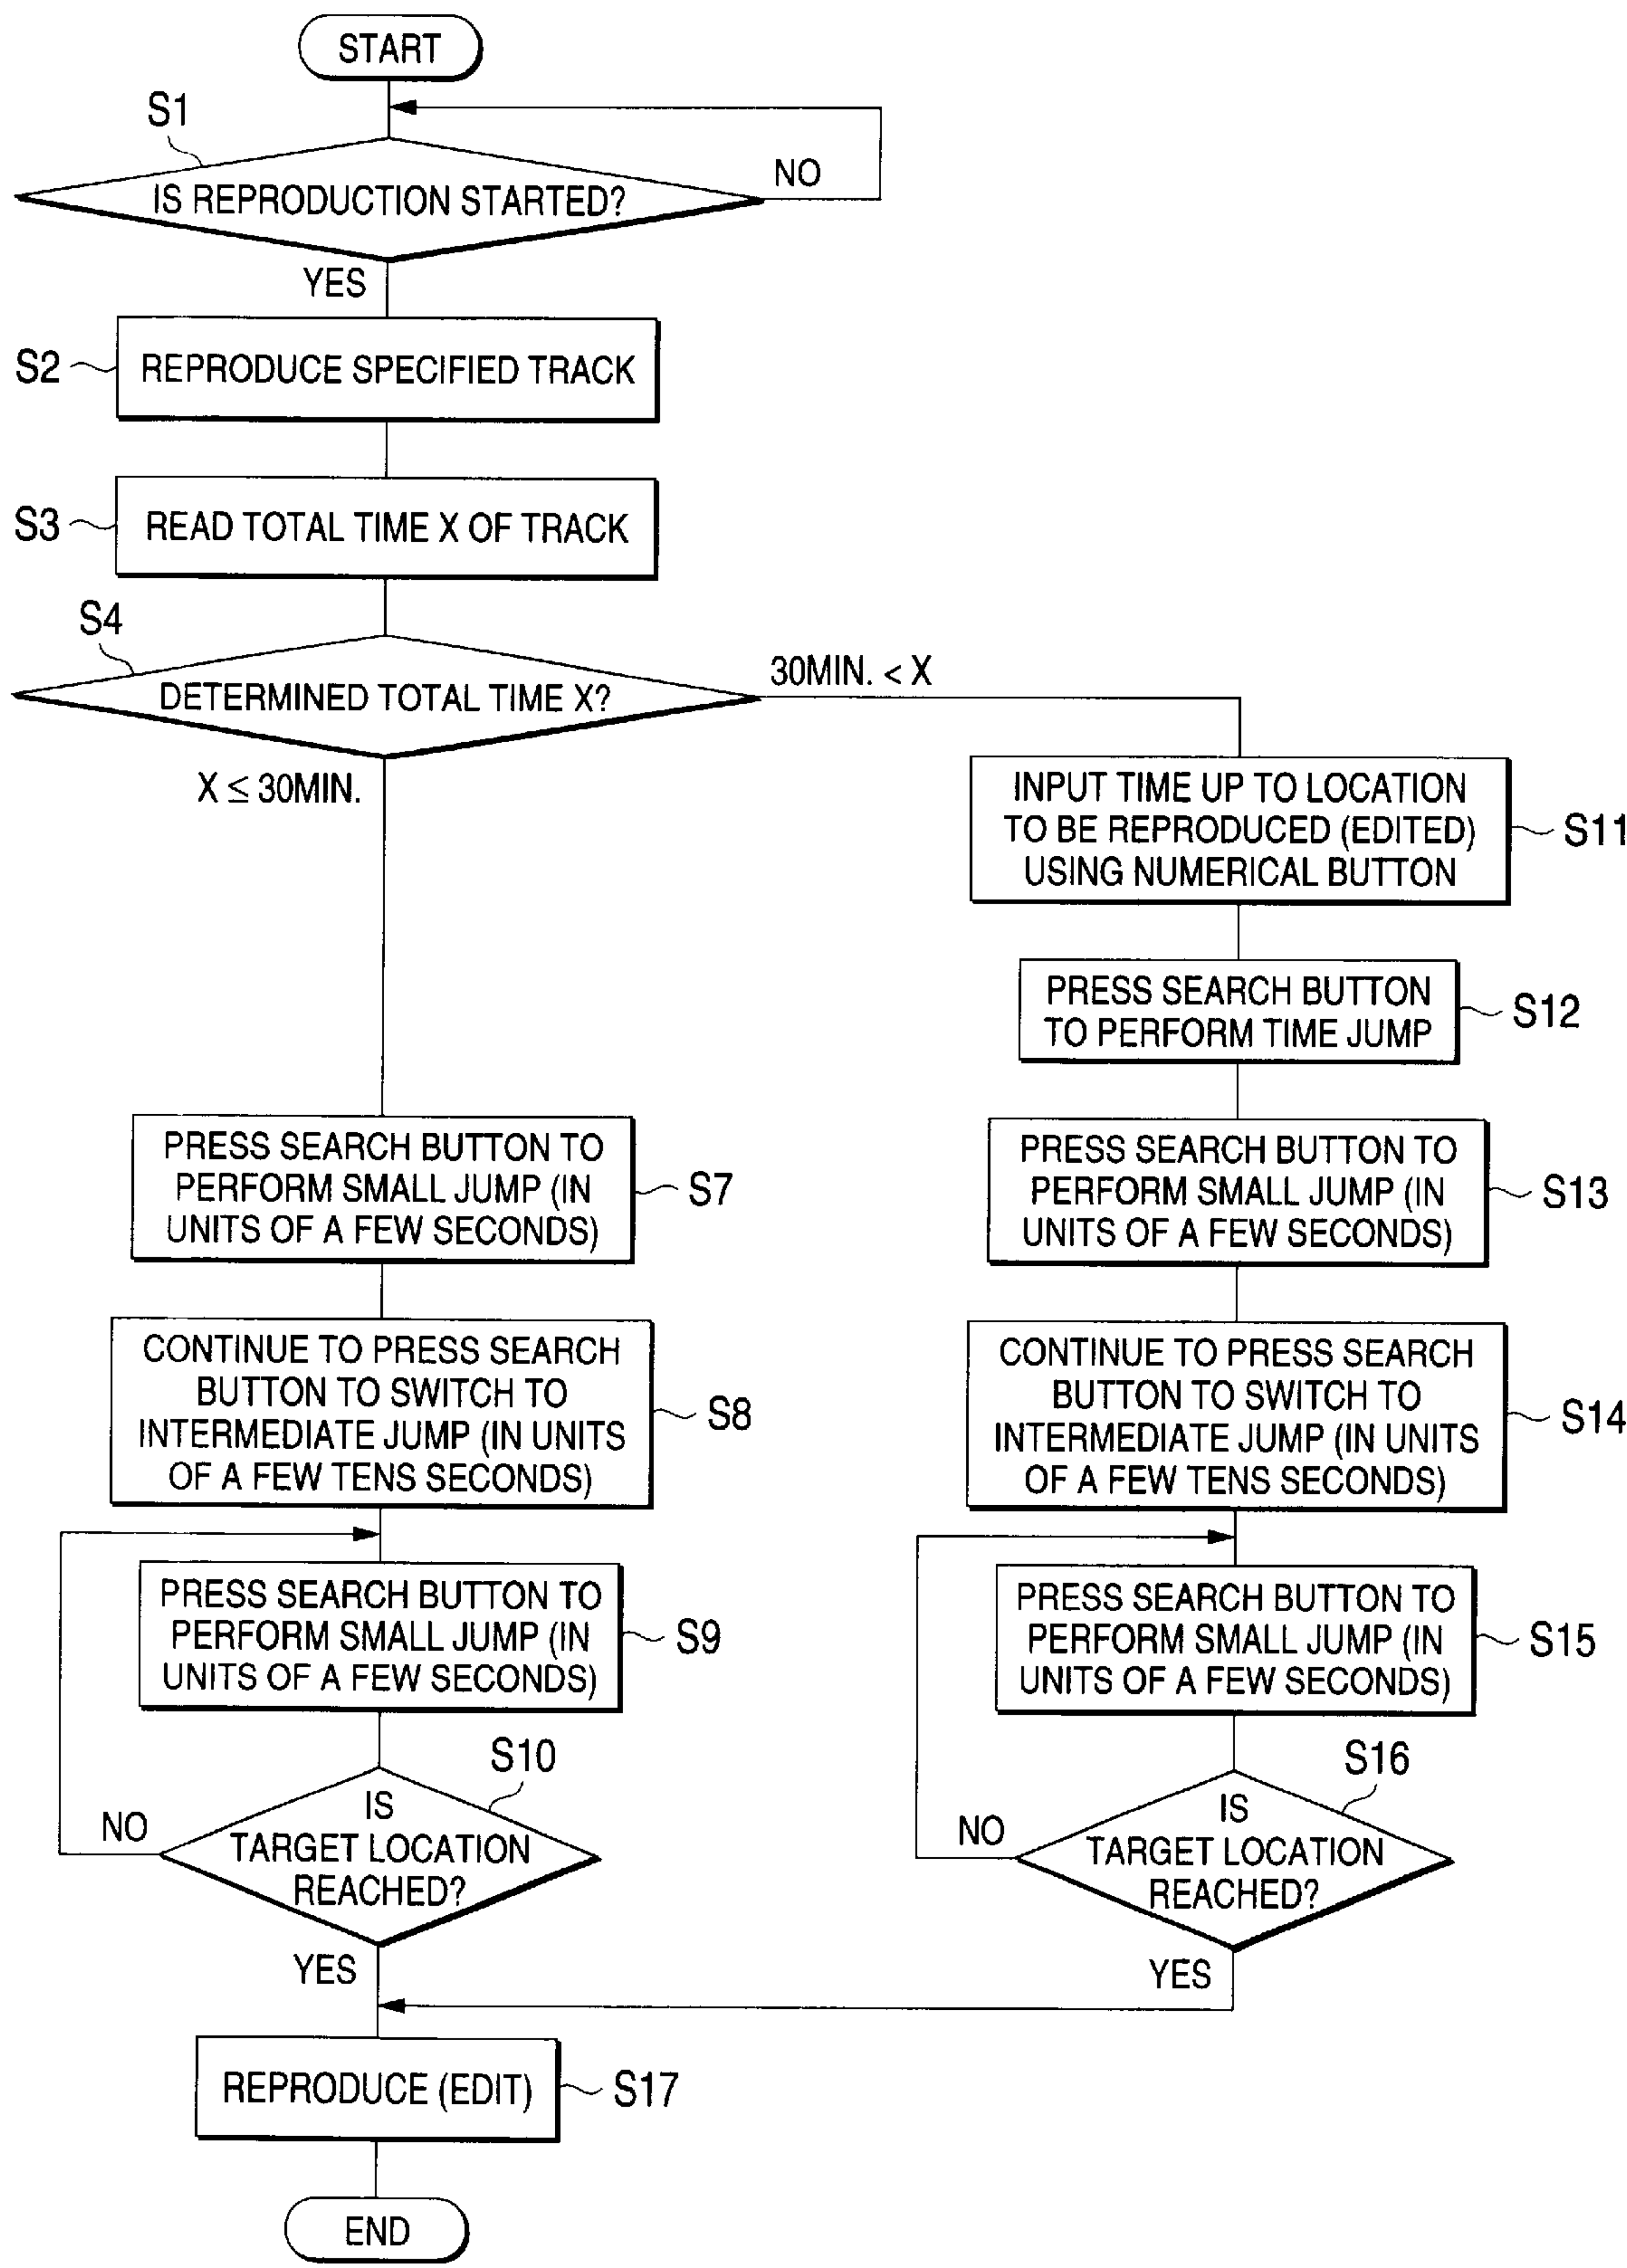 START
S1
NO
IS REPRODUCTION STARTED?
YES
S2
REPRODUCE SPECIFIED TRACK
S3
READ TOTAL TIME X OF TRACK
S4
30MIN. < X
DETERMINED TOTAL TIME X?
X ≤ 30MIN.
INPUT TIME UP TO LOCATION
TO BE REPRODUCED (EDITED)
USING NUMERICAL BUTTON
S11
PRESS SEARCH BUTTON
TO PERFORM TIME JUMP
S12
PRESS SEARCH BUTTON TO
PERFORM SMALL JUMP (IN
UNITS OF A FEW SECONDS)
S7
PRESS SEARCH BUTTON TO
PERFORM SMALL JUMP (IN
UNITS OF A FEW SECONDS)
S13
CONTINUE TO PRESS SEARCH
BUTTON TO SWITCH TO
INTERMEDIATE JUMP (IN UNITS
OF A FEW TENS SECONDS)
S8
CONTINUE TO PRESS SEARCH
BUTTON TO SWITCH TO
INTERMEDIATE JUMP (IN UNITS
OF A FEW TENS SECONDS)
S14
PRESS SEARCH BUTTON TO
PERFORM SMALL JUMP (IN
UNITS OF A FEW SECONDS)
S9
PRESS SEARCH BUTTON TO
PERFORM SMALL JUMP (IN
UNITS OF A FEW SECONDS)
S15
S10
IS
TARGET LOCATION
REACHED?
NO
YES
S16
IS
TARGET LOCATION
REACHED?
NO
YES
REPRODUCE (EDIT)
S17
END